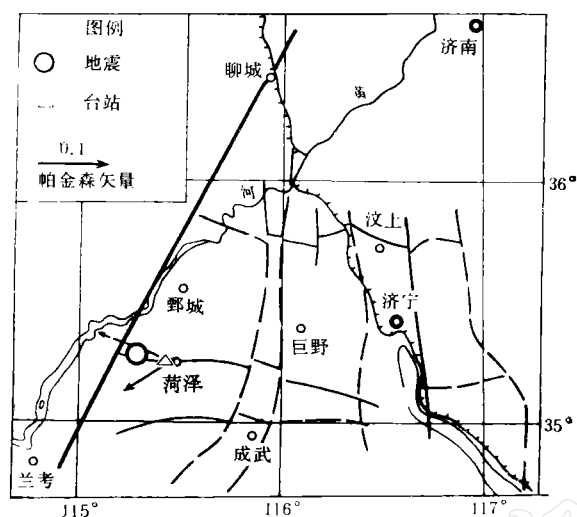 图例
地震
台站
0.1
帕金森矢量
聊城
济南
黄
河
36°
汶上
鄄城
济宁
巨野
菏泽
35°
成武
兰考
115°
116°
117°